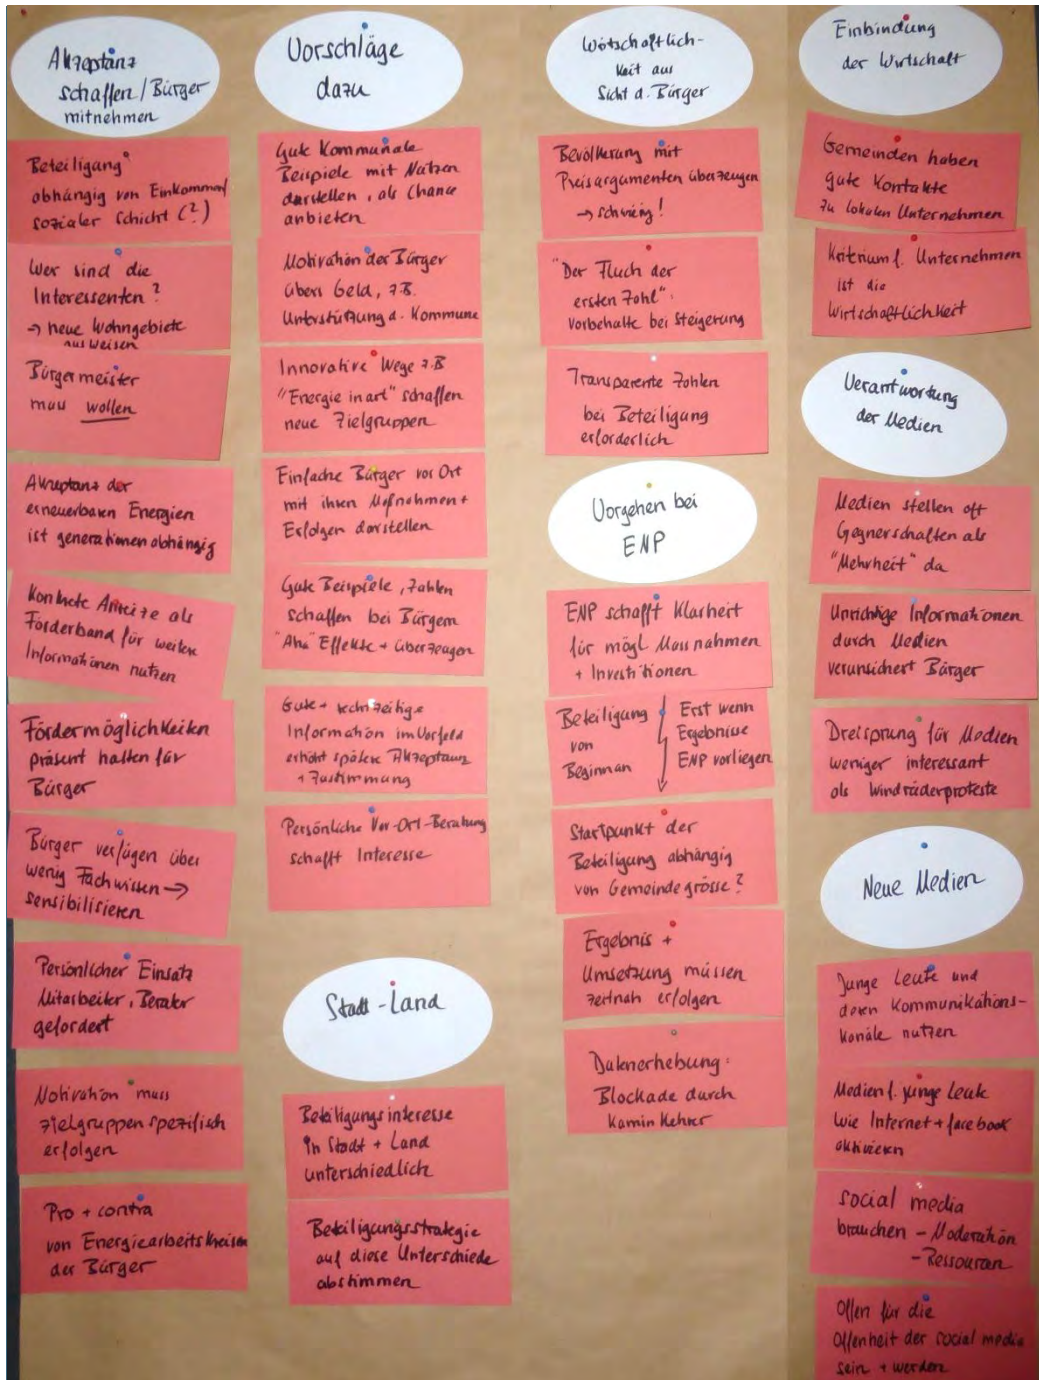 Akzeptanz
schaffen/Bürger
mitnehmen
Beteiligung
abhängig von Einkommen/
sozialer Schicht (?)
Wer sind die
Interessenten?
→ neue Wohngebiete
ausweisen
Bürgermeister
muss wollen
Akzeptanz der
erneuerbaren Energien
ist generationenabhängig
Konkrete Anreize als
Förderband für weitere
Informationen nutzen
Fördermöglichkeiten
präsent halten für
Bürger
Bürger verfügen über
wenig Fachwissen →
sensibilisieren
Persönlicher Einsatz
Mitarbeiter, Berater
gefordert
Motivation muss
zielgruppenspezifisch
erfolgen
Pro + contra
von Energiearbeitskreisen
der Bürger
Vorschläge
dazu
Gute Kommunale
Beispiele mit Nutzen
darstellen, als Chance
anbieten
Motivation der Bürger
übers Geld, z.B.
Unterstützung d. Kommune
Innovative Wege z.B
"Energie in art" schaffen
neue Zielgruppen
Einfache Bürger vor Ort
mit ihren Maßnahmen +
Erfolgen darstellen
Gute Beispiele, Zahlen
schaffen bei Bürgern
"Aha" Effekte + überzeugen
Gute + rechtzeitige
Information im Vorfeld
erhöht spätere Akzeptanz
+ Zustimmung
Persönliche Vor-Ort-Beratung
schafft Interesse
Stadt-Land
Beteiligungsinteresse
in Stadt + Land
unterschiedlich
Beteiligungsstrategie
auf diese Unterschiede
abstimmen
Wirtschaftlich-
keit aus
Sicht d. Bürger
Bevölkerung mit
Preisargumenten überzeugen
→ schwierig!
"Der Fluch der
ersten Zahl":
Vorbehalte bei Steigerung
Transparente Zahlen
bei Beteiligung
erforderlich
Vorgehen bei
ENP
ENP schafft Klarheit
für mögl. Massnahmen
+ Investitionen
Beteiligung
von
Beginn an
Erst wenn
Ergebnisse
ENP vorliegen
Startpunkt der
Beteiligung abhängig
von Gemeindegrösse?
Ergebnis +
Umsetzung müssen
zeitnah erfolgen
Datenerhebung:
Blockade durch
Kamin Kehrer
Einbindung
der Wirtschaft
Gemeinden haben
gute Kontakte
zu lokalen Unternehmen
Kriterium f. Unternehmen
ist die
Wirtschaftlichkeit
Verantwortung
der Medien
Medien stellen oft
Gegnerschaften als
"Mehrheit" da
Unrichtige Informationen
durch Medien
verunsichert Bürger
Dreisprung für Medien
weniger interessant
als Windräderproteste
Neue Medien
Junge Leute und
deren Kommunikations-
kanäle nutzen
Medien f. junge Leute
wie Internet + facebook
aktivieren
social media
brauchen - Moderation
- Ressourcen
Offen für die
Offenheit der social media
sein + werden